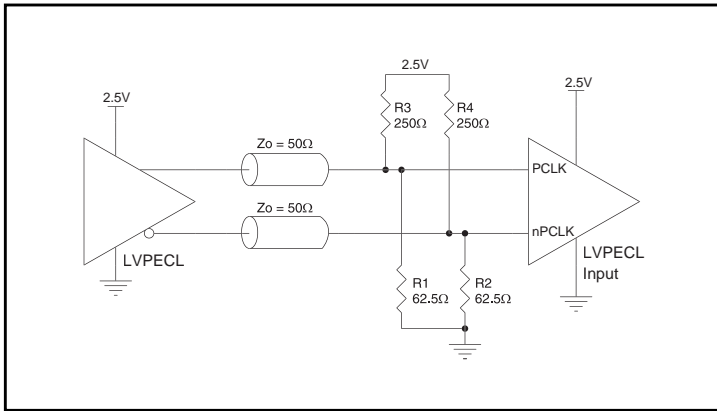 2.5V
2.5V
2.5V
R3
250Ω
R4
250Ω
Zo = 50Ω
PCLK
Zo = 50Ω
nPCLK
LVPECL
LVPECL
Input
R1
62.5Ω
R2
62.5Ω